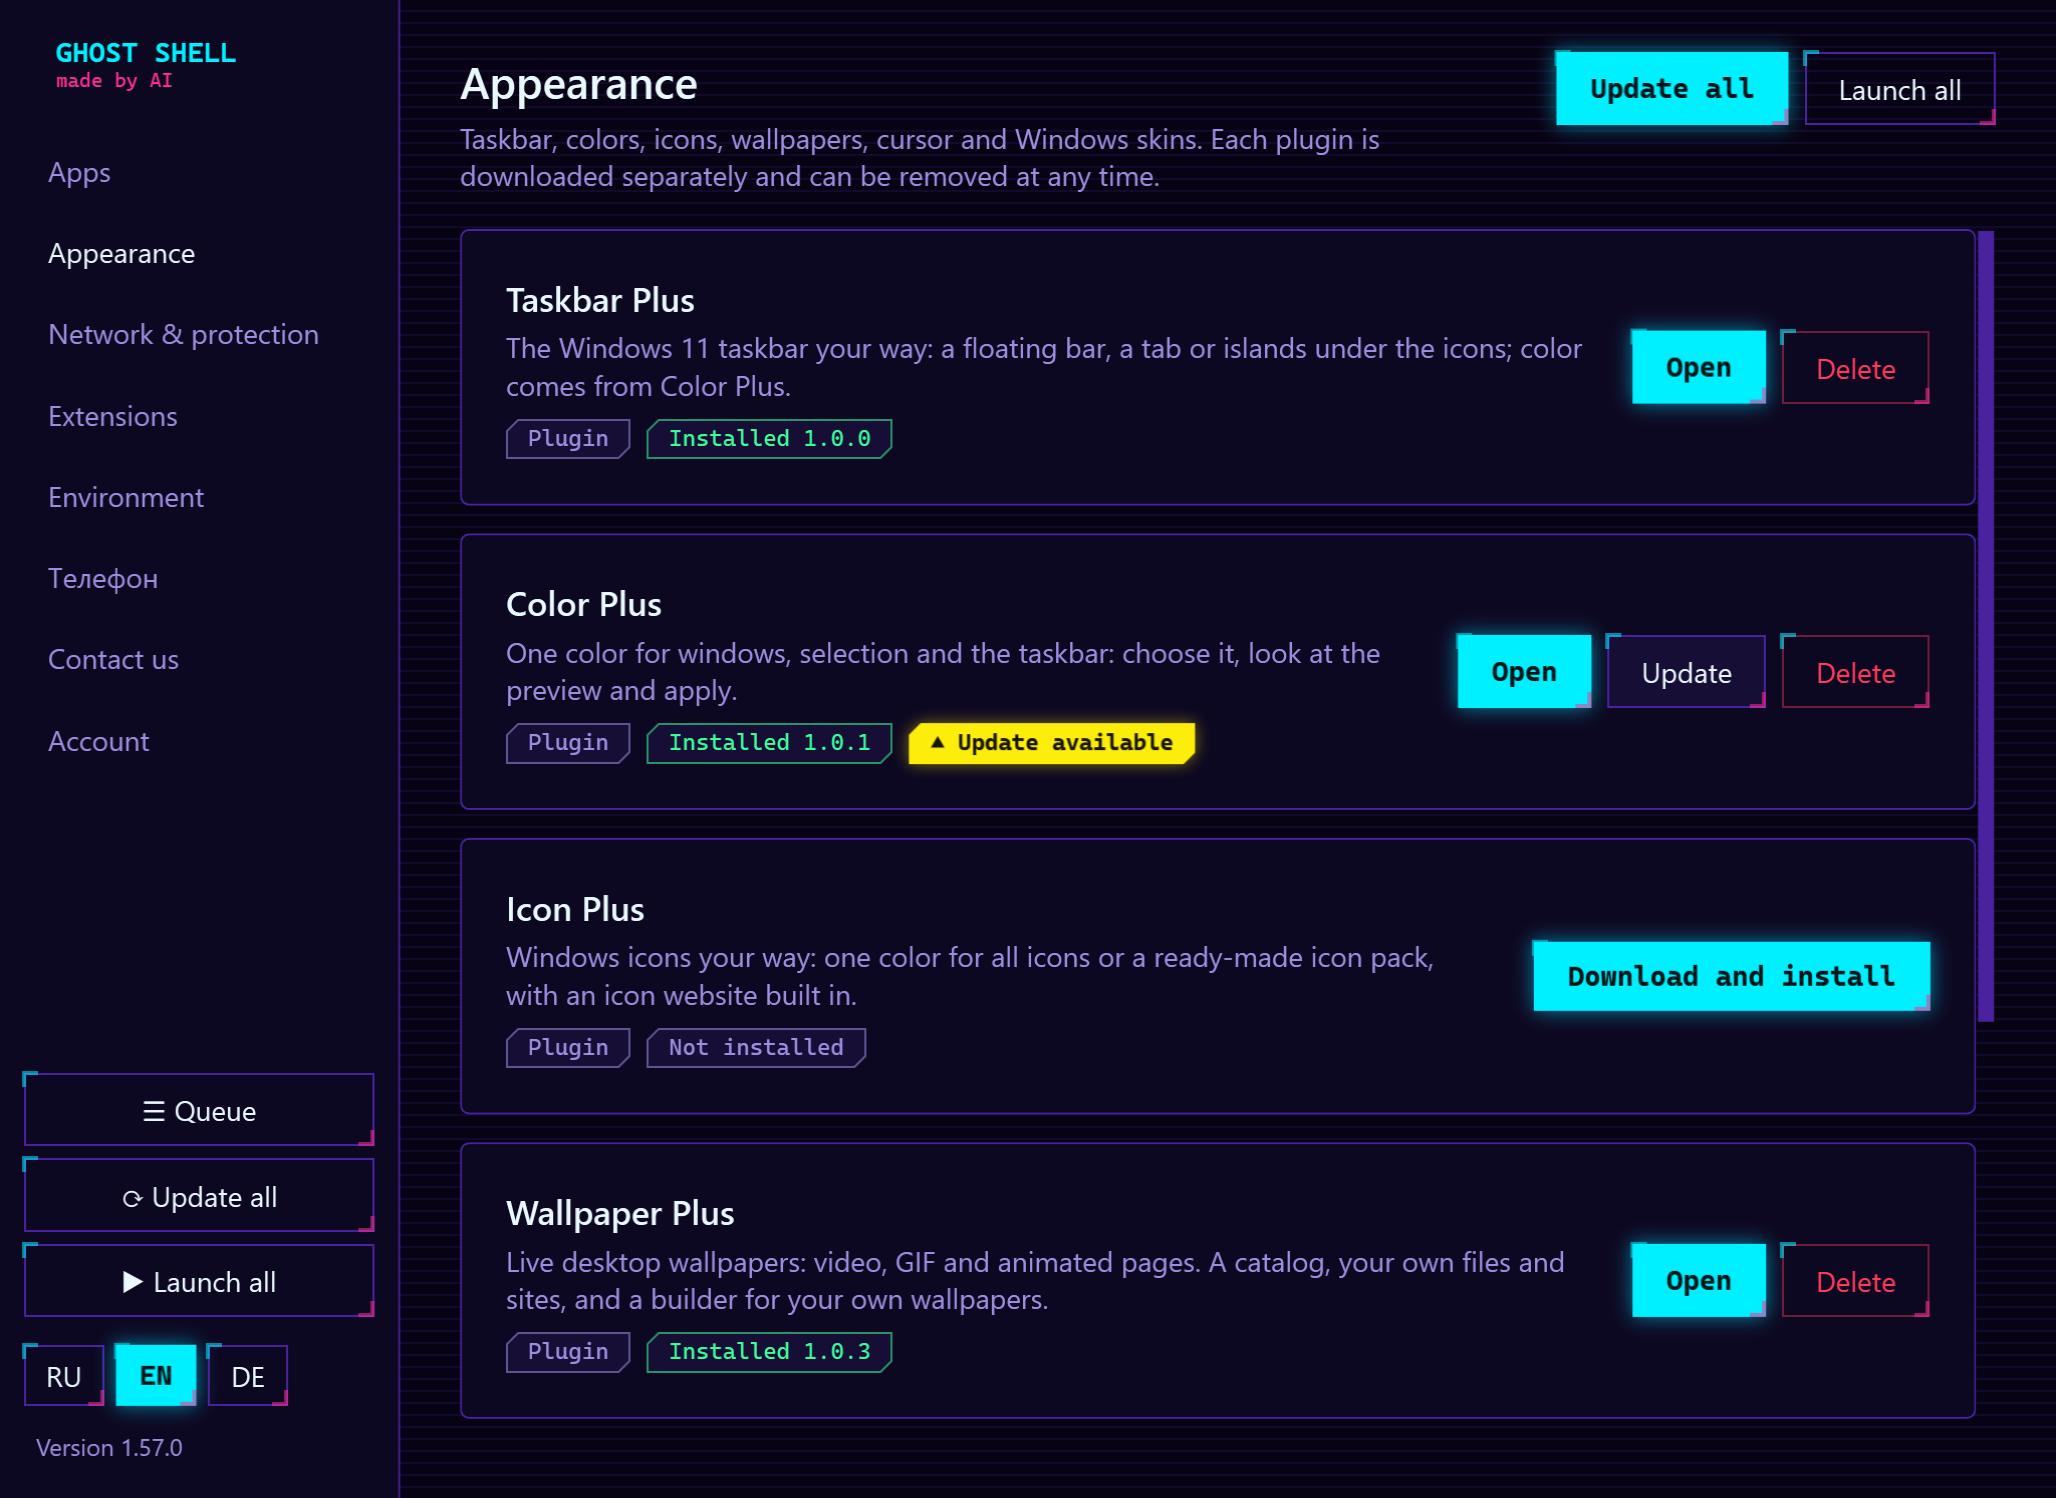 GHOST SHELL
made by AI
Apps
Appearance
Network & protection
Extensions
Environment
Телефон
Contact us
Account
☰ Queue
⟳ Update all
▶ Launch all
RU
EN
DE
Version 1.57.0
Appearance
Taskbar, colors, icons, wallpapers, cursor and Windows skins. Each plugin is
downloaded separately and can be removed at any time.
Update all
Launch all
Taskbar Plus
The Windows 11 taskbar your way: a floating bar, a tab or islands under the icons; color
comes from Color Plus.
Plugin
Installed 1.0.0
Open
Delete
Color Plus
One color for windows, selection and the taskbar: choose it, look at the
preview and apply.
Plugin
Installed 1.0.1
▲ Update available
Open
Update
Delete
Icon Plus
Windows icons your way: one color for all icons or a ready-made icon pack,
with an icon website built in.
Plugin
Not installed
Download and install
Wallpaper Plus
Live desktop wallpapers: video, GIF and animated pages. A catalog, your own files and
sites, and a builder for your own wallpapers.
Plugin
Installed 1.0.3
Open
Delete